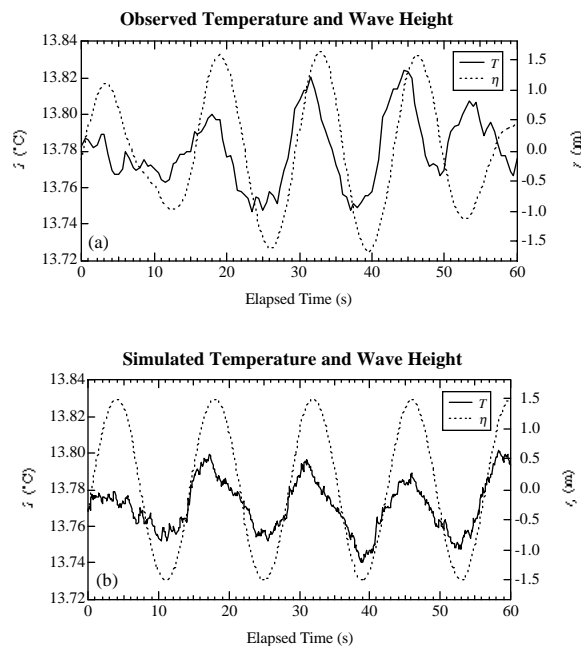 Observed Temperature and Wave Height
13.84
13.82
13.80
13.78
13.76
13.74
13.72
(°C)
T
η
1.5
1.0
0.5
0.0
-0.5
-1.0
-1.5
(m)
(a)
0 10 20 30 40 50 60
Elapsed Time (s)
Simulated Temperature and Wave Height
13.84
13.82
13.80
13.78
13.76
13.74
13.72
(°C)
T
η
1.5
1.0
0.5
0.0
-0.5
-1.0
-1.5
(m)
(b)
0 10 20 30 40 50 60
Elapsed Time (s)